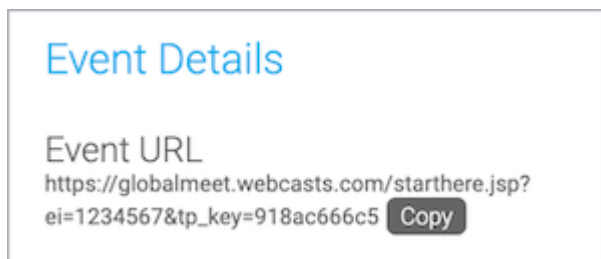 Event Details
Event URL
https://globalmeet.webcasts.com/starthere.jsp?
ei=1234567&tp_key=918ac666c5 Copy